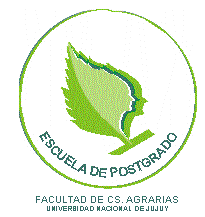 ESCUELA DE POSTGRADO
FACULTAD DE CS. AGRARIAS
UNIVERSIDAD NACIONAL DE JUJUY